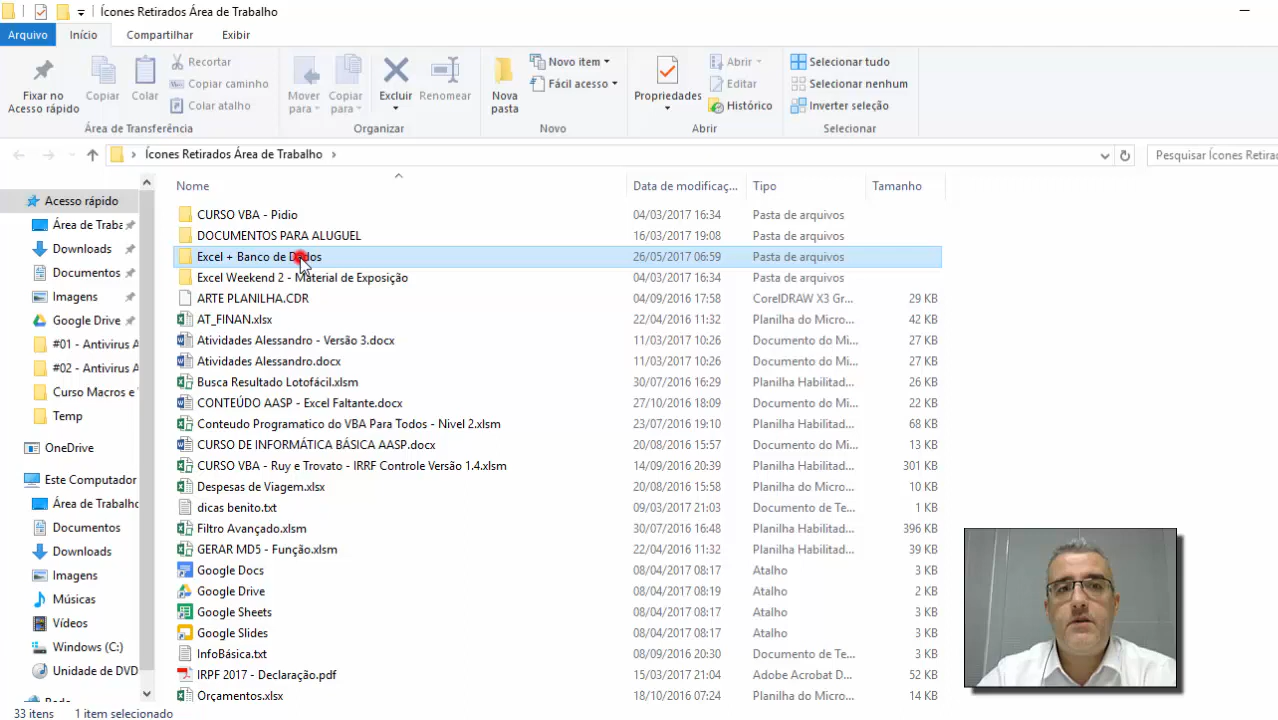 Ícones Retirados Área de Trabalho
Arquivo Início Compartilhar Exibir
Fixar no Acesso rápido
Copiar
Colar
Recortar
Copiar caminho
Colar atalho
Área de Transferência
Mover para
Copiar para
Excluir
Renomear
Organizar
Nova pasta
Novo item
Fácil acesso
Novo
Propriedades
Abrir
Editar
Histórico
Abrir
Selecionar tudo
Selecionar nenhum
Inverter seleção
Selecionar
Ícones Retirados Área de Trabalho
Pesquisar Ícones Retira
Acesso rápido
Área de Traba
Downloads
Documentos
Imagens
Google Drive
#01 - Antivirus A
#02 - Antivirus A
Curso Macros e
Temp
OneDrive
Este Computador
Área de Trabalho
Documentos
Downloads
Imagens
Músicas
Vídeos
Windows (C:)
Unidade de DVD
Nome Data de modificaç... Tipo Tamanho
CURSO VBA - Pidio 04/03/2017 16:34 Pasta de arquivos
DOCUMENTOS PARA ALUGUEL 16/03/2017 19:08 Pasta de arquivos
Excel + Banco de Dados 26/05/2017 06:59 Pasta de arquivos
Excel Weekend 2 - Material de Exposição 04/03/2017 16:34 Pasta de arquivos
ARTE PLANILHA.CDR 04/09/2016 17:58 CorelDRAW X3 Gr... 29 KB
AT_FINAN.xlsx 22/04/2016 11:32 Planilha do Micro... 42 KB
Atividades Alessandro - Versão 3.docx 11/03/2017 10:26 Documento do Mi... 27 KB
Atividades Alessandro.docx 11/03/2017 10:26 Documento do Mi... 27 KB
Busca Resultado Lotofácil.xlsm 30/07/2016 16:29 Planilha Habilitad... 26 KB
CONTEÚDO AASP - Excel Faltante.docx 27/10/2016 18:09 Documento do Mi... 22 KB
Conteudo Programatico do VBA Para Todos - Nivel 2.xlsm 23/07/2016 19:10 Planilha Habilitad... 68 KB
CURSO DE INFORMÁTICA BÁSICA AASP.docx 20/08/2016 15:57 Documento do Mi... 13 KB
CURSO VBA - Ruy e Trovato - IRRF Controle Versão 1.4.xlsm 14/09/2016 20:39 Planilha Habilitad... 301 KB
Despesas de Viagem.xlsx 20/08/2016 15:58 Planilha do Micro... 10 KB
dicas benito.txt 09/03/2017 21:03 Documento de Te... 1 KB
Filtro Avançado.xlsm 30/07/2016 16:48 Planilha Habilitad... 396 KB
GERAR MD5 - Função.xlsm 22/04/2016 11:32 Planilha Habilitad... 39 KB
Google Docs 08/04/2017 08:17 Atalho 3 KB
Google Drive 08/04/2017 08:19 Atalho 2 KB
Google Sheets 08/04/2017 08:17 Atalho 3 KB
Google Slides 08/04/2017 08:17 Atalho 3 KB
InfoBásica.txt 08/09/2016 20:30 Documento de Te... 3 KB
IRPF 2017 - Declaração.pdf 15/03/2017 21:04 Adobe Acrobat D... 52 KB
Orçamentos.xlsx 18/10/2016 07:24 Planilha do Micro... 14 KB
33 itens 1 item selecionado